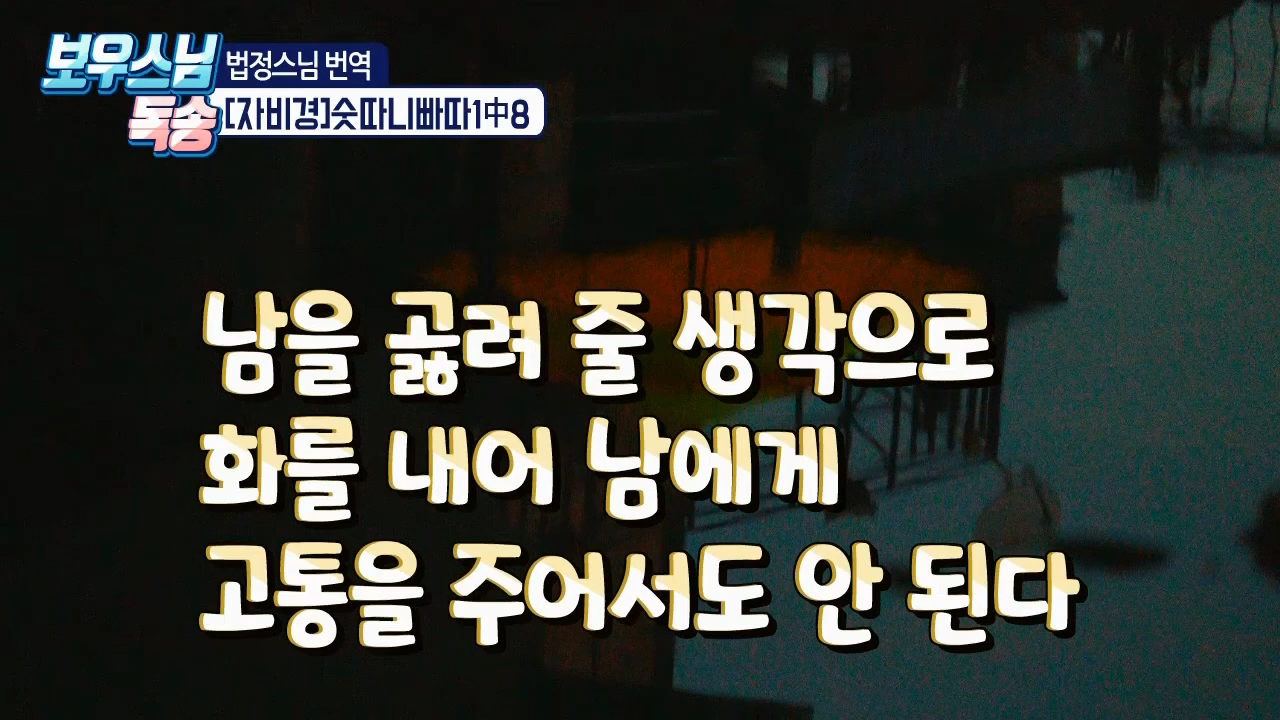 보우스님
독송
법정스님 번역
[자비경]숫따니빠따1中8
남을 곯려 줄 생각으로
화를 내어 남에게
고통을 주어서도 안 된다